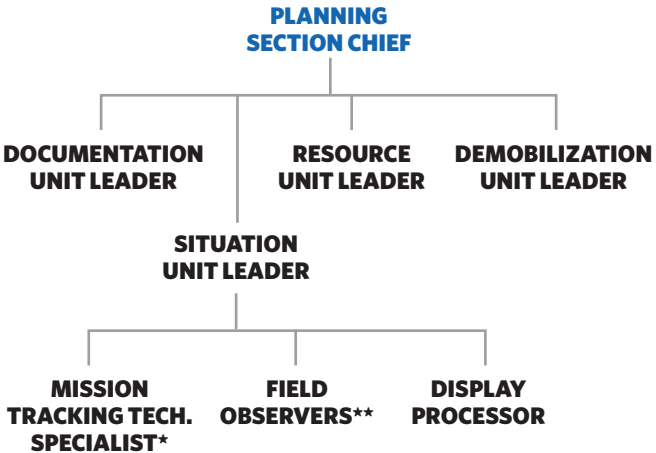 PLANNING
SECTION CHIEF
DOCUMENTATION
UNIT LEADER
RESOURCE
UNIT LEADER
DEMOBILIZATION
UNIT LEADER
SITUATION
UNIT LEADER
MISSION
TRACKING TECH.
SPECIALIST★
FIELD
OBSERVERS★★
DISPLAY
PROCESSOR